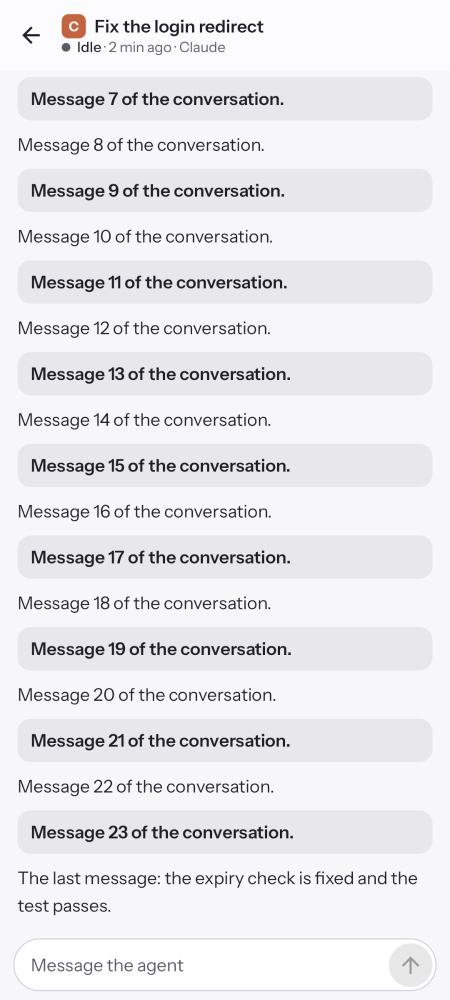 C Fix the login redirect
Idle · 2 min ago · Claude
Message 7 of the conversation.
Message 8 of the conversation.
Message 9 of the conversation.
Message 10 of the conversation.
Message 11 of the conversation.
Message 12 of the conversation.
Message 13 of the conversation.
Message 14 of the conversation.
Message 15 of the conversation.
Message 16 of the conversation.
Message 17 of the conversation.
Message 18 of the conversation.
Message 19 of the conversation.
Message 20 of the conversation.
Message 21 of the conversation.
Message 22 of the conversation.
Message 23 of the conversation.
The last message: the expiry check is fixed and the
test passes.
Message the agent